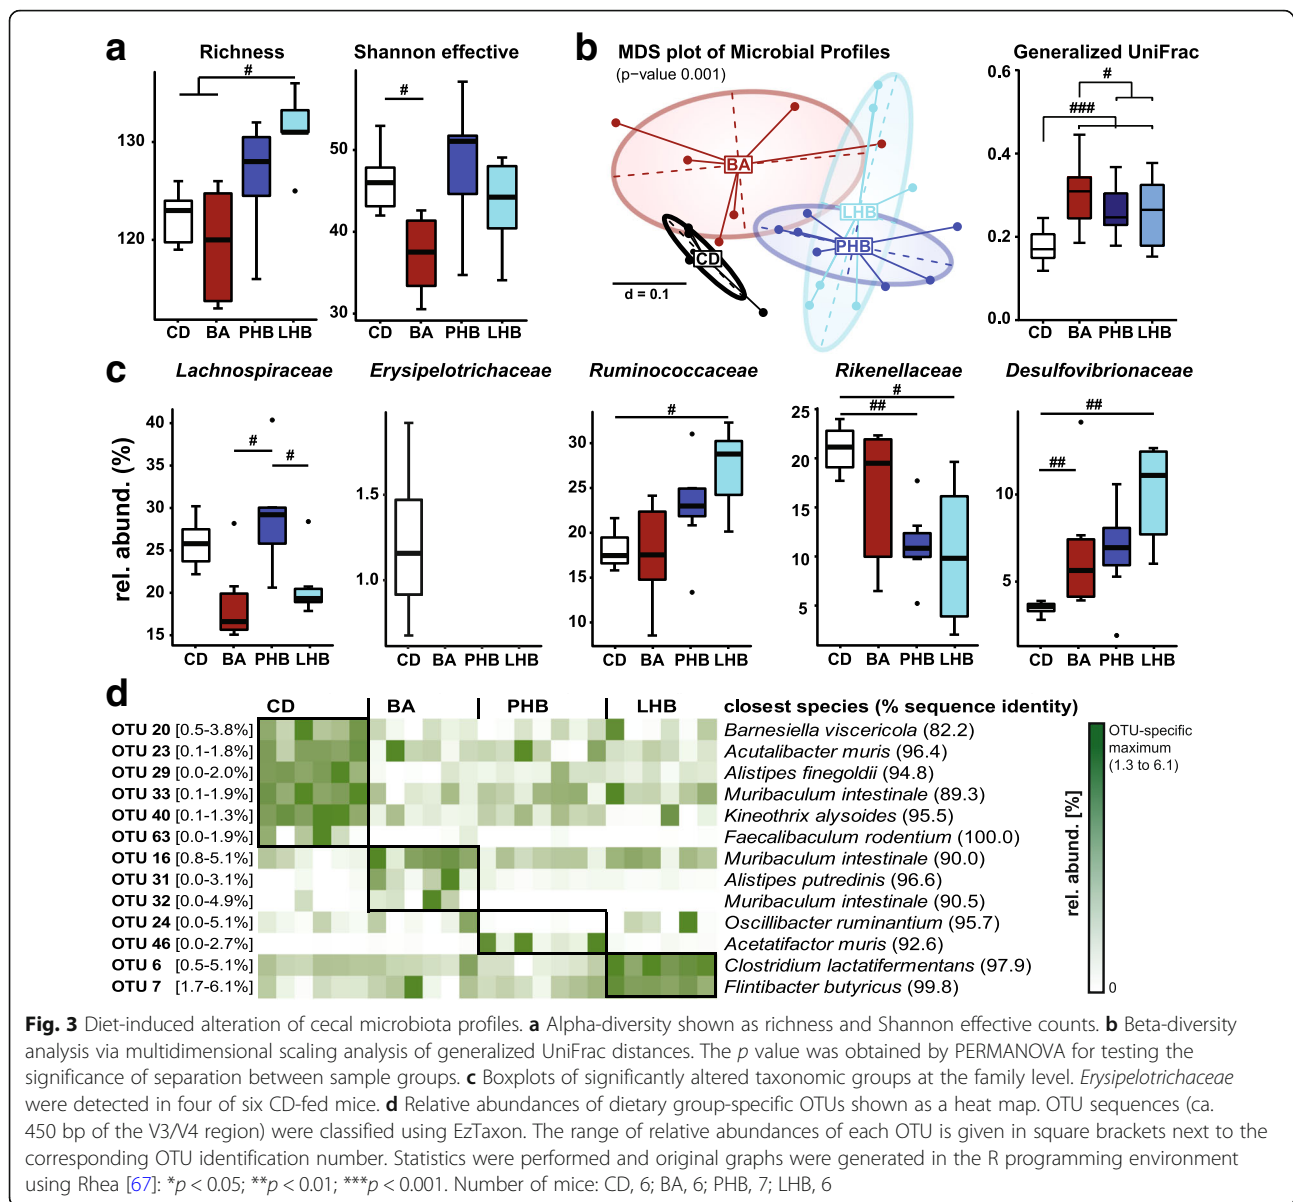 a
Richness
Shannon effective
#
130
120
CD BA PHB LHB
#
50
40
30
CD BA PHB LHB
b
MDS plot of Microbial Profiles
(p−value 0.001)
BA
LHB
PHB
CD
d = 0.1
Generalized UniFrac
0.6
0.4
0.2
0.0
#
###
CD BA PHB LHB
c
rel. abund. (%)
Lachnospiraceae
40
35
30
25
20
15
#
#
CD BA PHB LHB
Erysipelotrichaceae
1.5
1.0
CD BA PHB LHB
Ruminococcaceae
#
30
25
20
15
10
CD BA PHB LHB
Rikenellaceae
#
##
25
20
15
10
5
CD BA PHB LHB
Desulfovibrionaceae
##
##
10
5
CD BA PHB LHB
d
CD BA PHB LHB closest species (% sequence identity)
OTU 20 [0.5-3.8%] Barnesiella viscericola (82.2)
OTU 23 [0.1-1.8%] Acutalibacter muris (96.4)
OTU 29 [0.0-2.0%] Alistipes finegoldii (94.8)
OTU 33 [0.1-1.9%] Muribaculum intestinale (89.3)
OTU 40 [0.1-1.3%] Kineothrix alysoides (95.5)
OTU 63 [0.0-1.9%] Faecalibaculum rodentium (100.0)
OTU 16 [0.8-5.1%] Muribaculum intestinale (90.0)
OTU 31 [0.0-3.1%] Alistipes putredinis (96.6)
OTU 32 [0.0-4.9%] Muribaculum intestinale (90.5)
OTU 24 [0.0-5.1%] Oscillibacter ruminantium (95.7)
OTU 46 [0.0-2.7%] Acetatifactor muris (92.6)
OTU 6 [0.5-5.1%] Clostridium lactatifermentans (97.9)
OTU 7 [1.7-6.1%] Flintibacter butyricus (99.8)
OTU-specific
maximum
(1.3 to 6.1)
rel. abund. [%]
0
Fig. 3 Diet-induced alteration of cecal microbiota profiles. a Alpha-diversity shown as richness and Shannon effective counts. b Beta-diversity
analysis via multidimensional scaling analysis of generalized UniFrac distances. The p value was obtained by PERMANOVA for testing the
significance of separation between sample groups. c Boxplots of significantly altered taxonomic groups at the family level. Erysipelotrichaceae
were detected in four of six CD-fed mice. d Relative abundances of dietary group-specific OTUs shown as a heat map. OTU sequences (ca.
450 bp of the V3/V4 region) were classified using EzTaxon. The range of relative abundances of each OTU is given in square brackets next to the
corresponding OTU identification number. Statistics were performed and original graphs were generated in the R programming environment
using Rhea [67]: *p < 0.05; **p < 0.01; ***p < 0.001. Number of mice: CD, 6; BA, 6; PHB, 7; LHB, 6